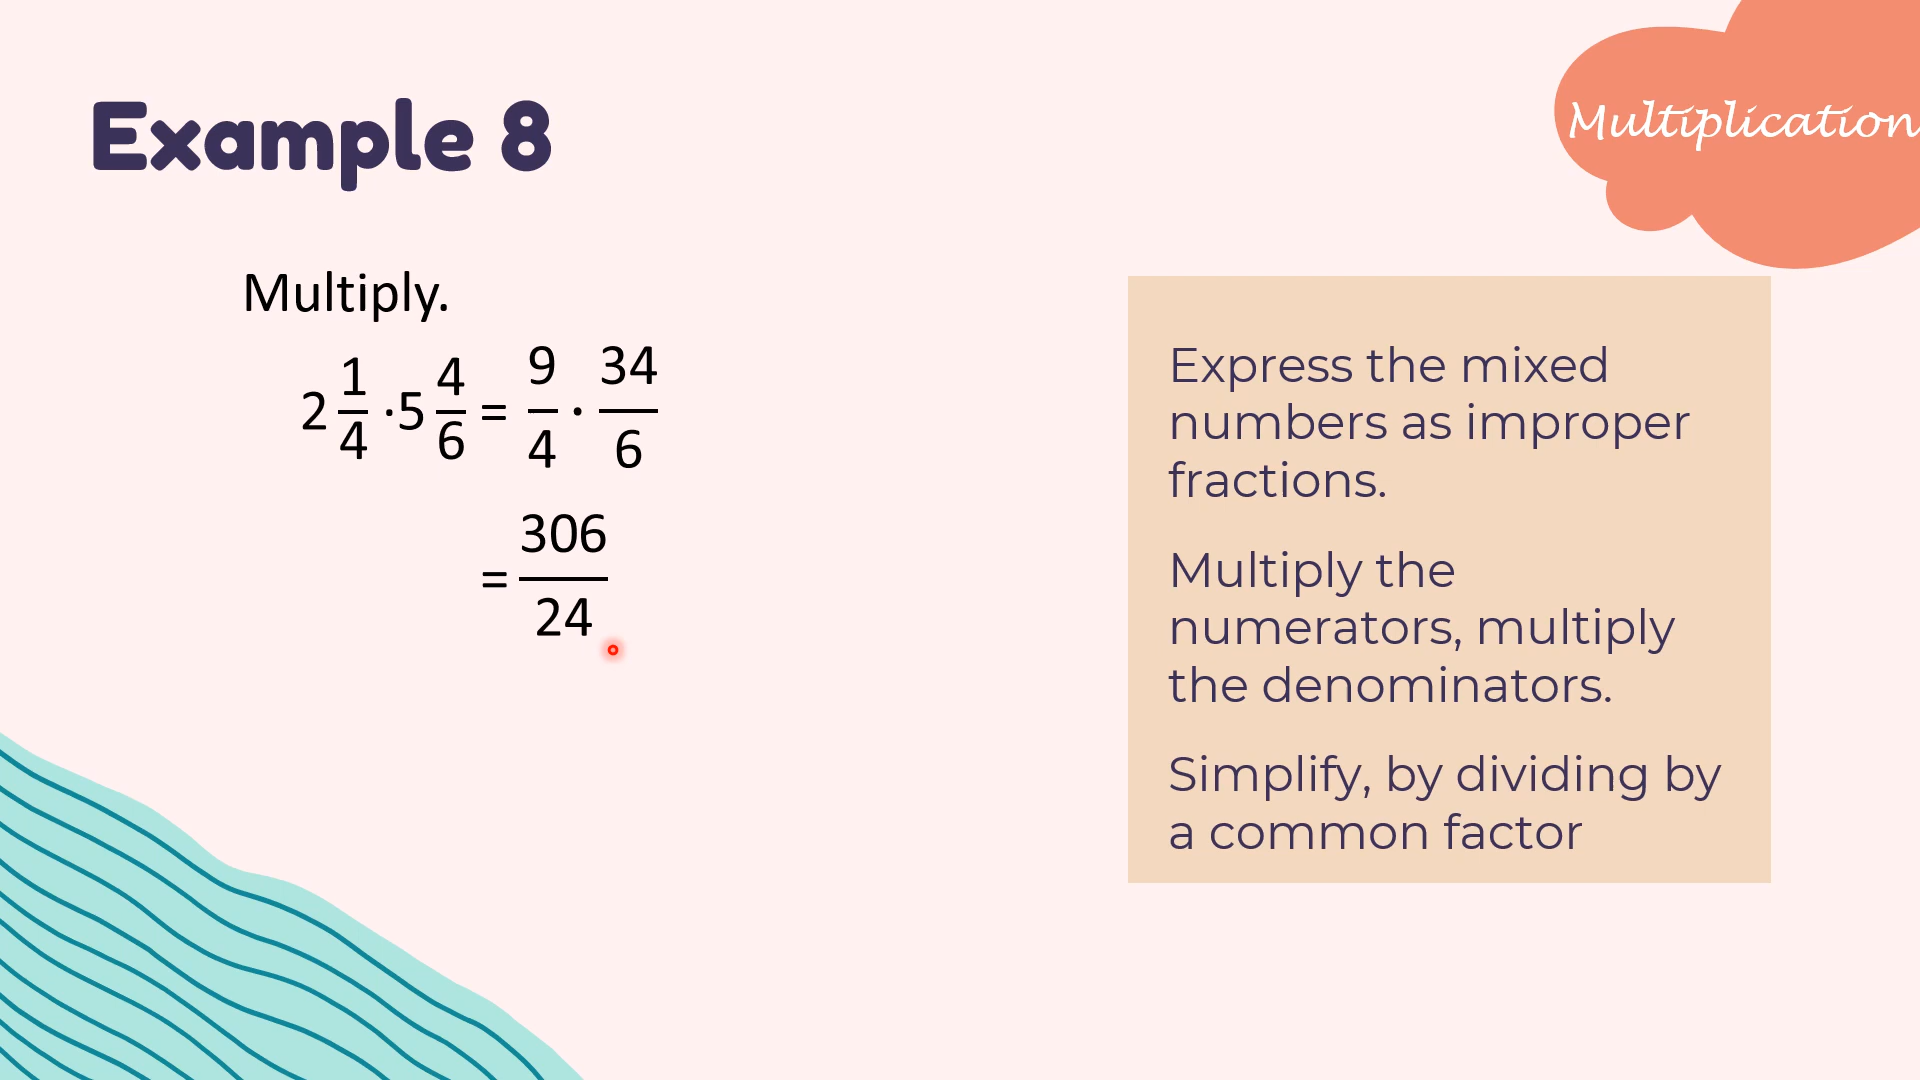 Example 8
Multiplication
Multiply.
2 1/4 ·5 4/6 = 9/4 · 34/6
= 306/24
Express the mixed
numbers as improper
fractions.
Multiply the
numerators, multiply
the denominators.
Simplify, by dividing by
a common factor